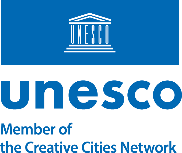 UNESCO
unesco
Member of
the Creative Cities Network